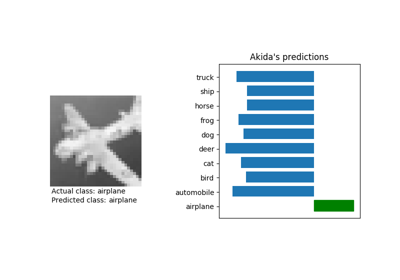 Akida's predictions
truck
ship
horse
frog
dog
deer
cat
bird
automobile
airplane
Actual class: airplane
Predicted class: airplane